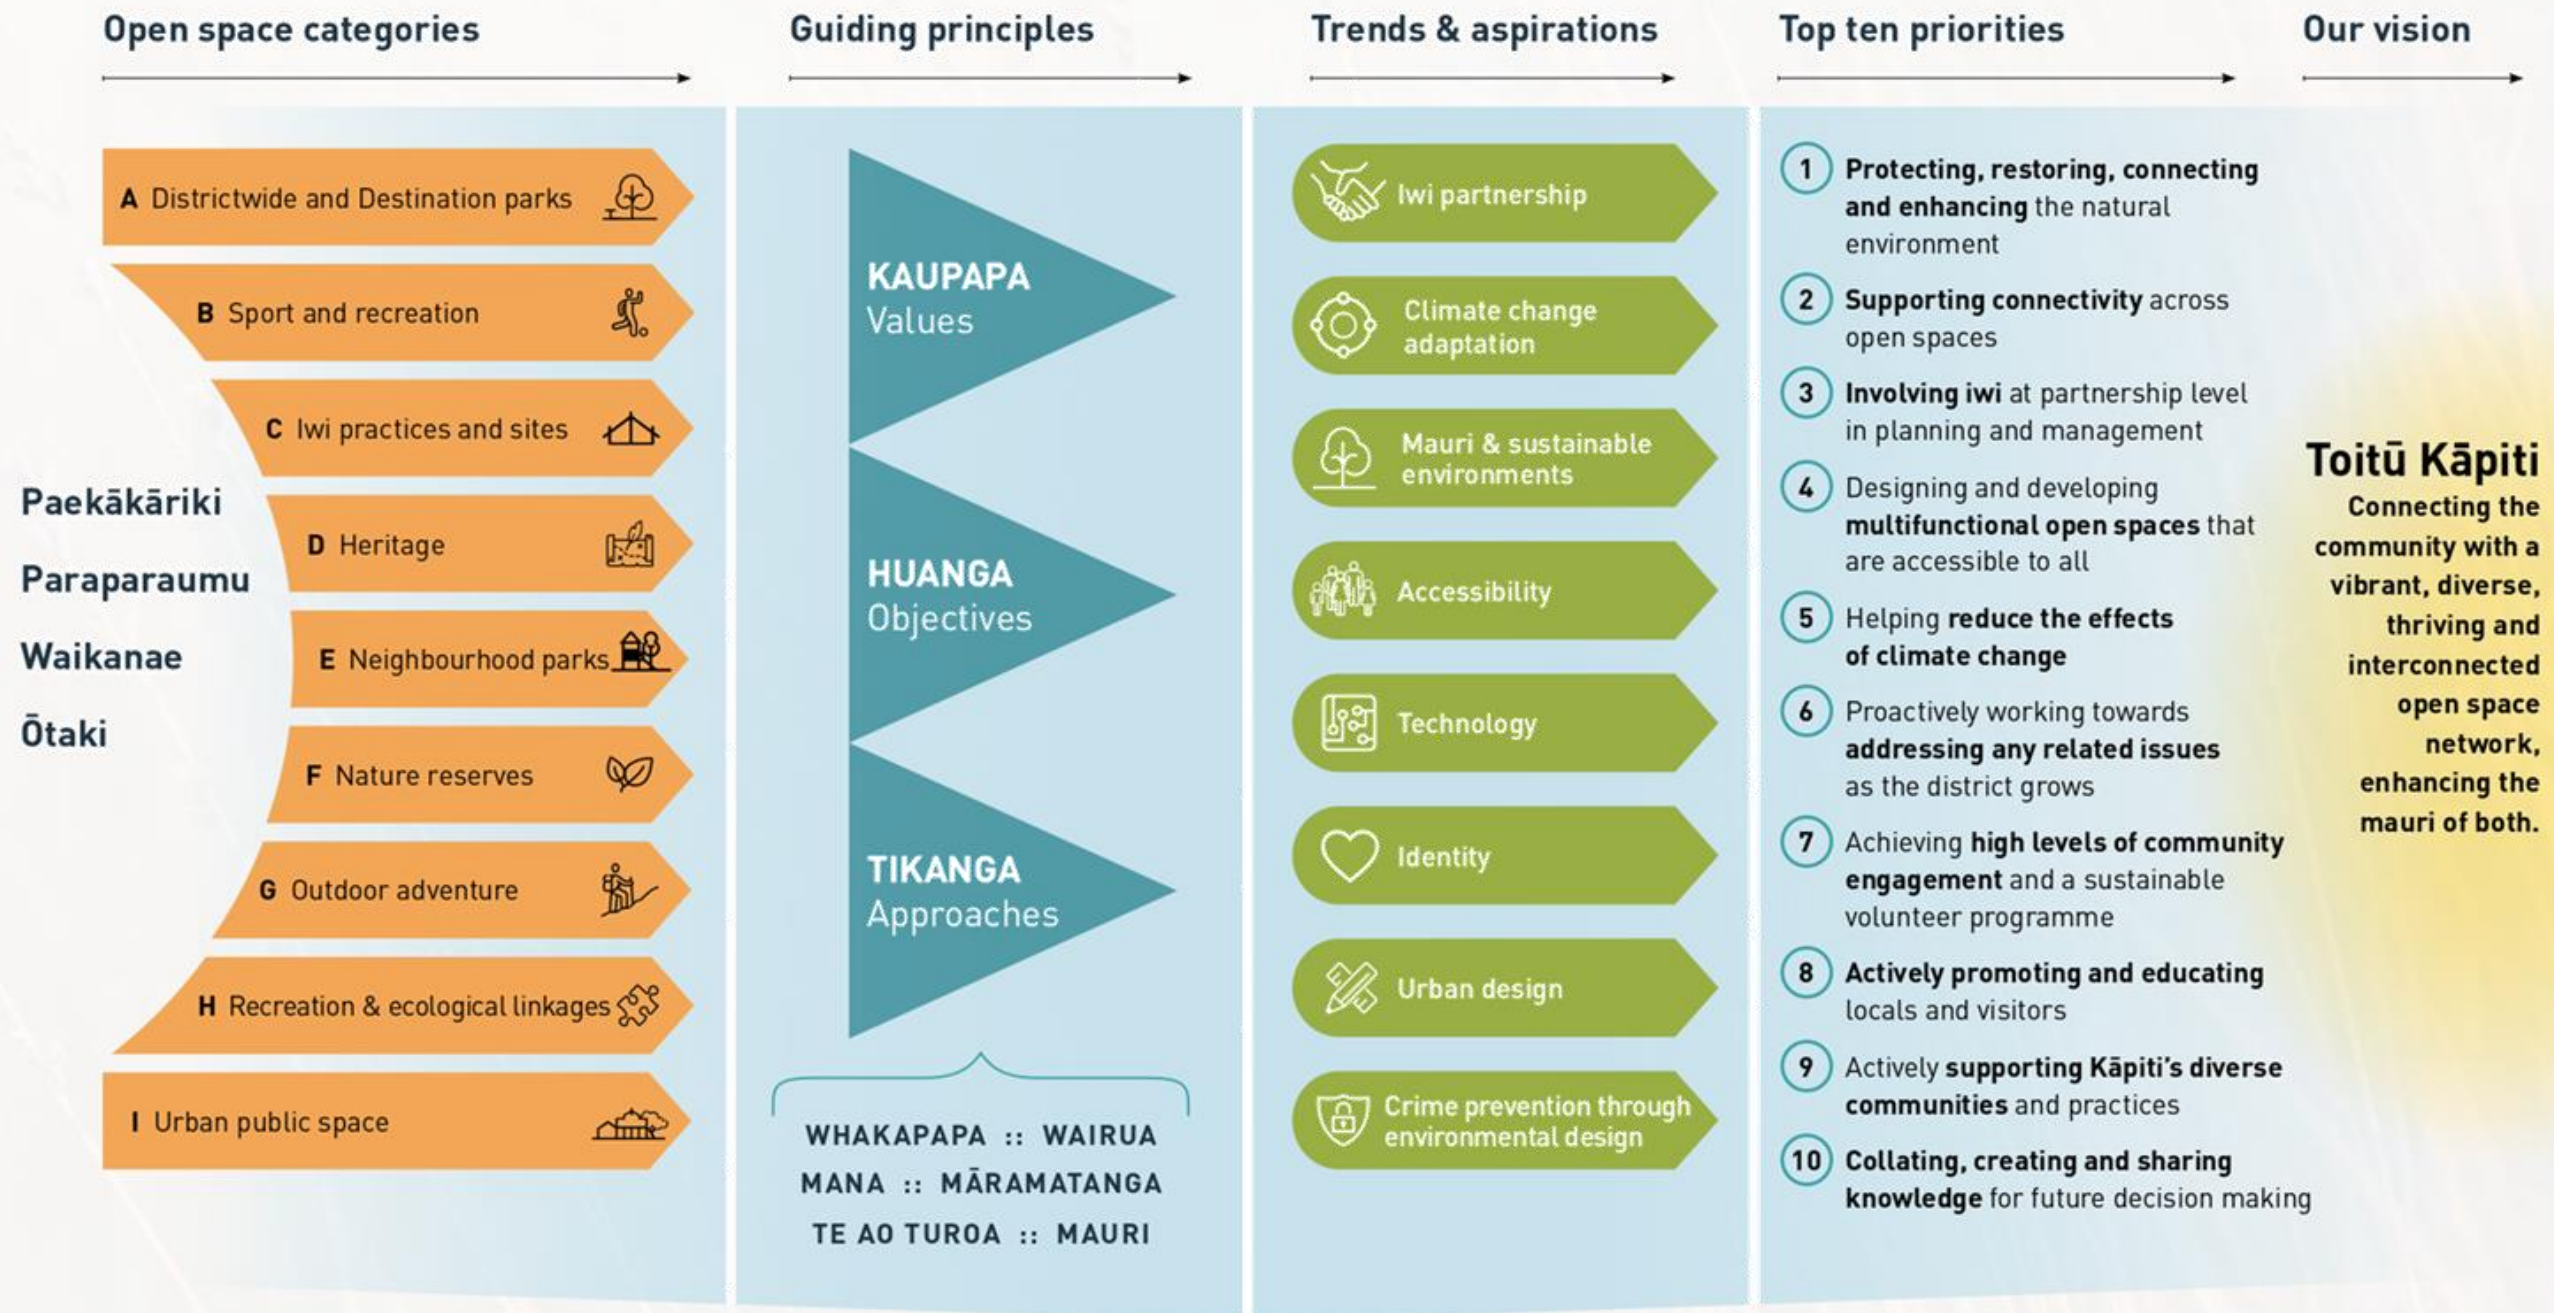 Open space categories
Guiding principles
Trends & aspirations
Top ten priorities
Our vision
Paekākāriki
Paraparaumu
Waikanae
Ōtaki
A Districtwide and Destination parks
B Sport and recreation
C Iwi practices and sites
D Heritage
E Neighbourhood parks
F Nature reserves
G Outdoor adventure
H Recreation & ecological linkages
I Urban public space
KAUPAPA
Values
HUANGA
Objectives
TIKANGA
Approaches
WHAKAPAPA :: WAIRUA
MANA :: MĀRAMATANGA
TE AO TUROA :: MAURI
Iwi partnership
Climate change
adaptation
Mauri & sustainable
environments
Accessibility
Technology
Identity
Urban design
Crime prevention through
environmental design
1 Protecting, restoring, connecting
and enhancing the natural
environment
2 Supporting connectivity across
open spaces
3 Involving iwi at partnership level
in planning and management
4 Designing and developing
multifunctional open spaces that
are accessible to all
5 Helping reduce the effects
of climate change
6 Proactively working towards
addressing any related issues
as the district grows
7 Achieving high levels of community
engagement and a sustainable
volunteer programme
8 Actively promoting and educating
locals and visitors
9 Actively supporting Kāpiti's diverse
communities and practices
10 Collating, creating and sharing
knowledge for future decision making
Toitū Kāpiti
Connecting the
community with a
vibrant, diverse,
thriving and
interconnected
open space
network,
enhancing the
mauri of both.